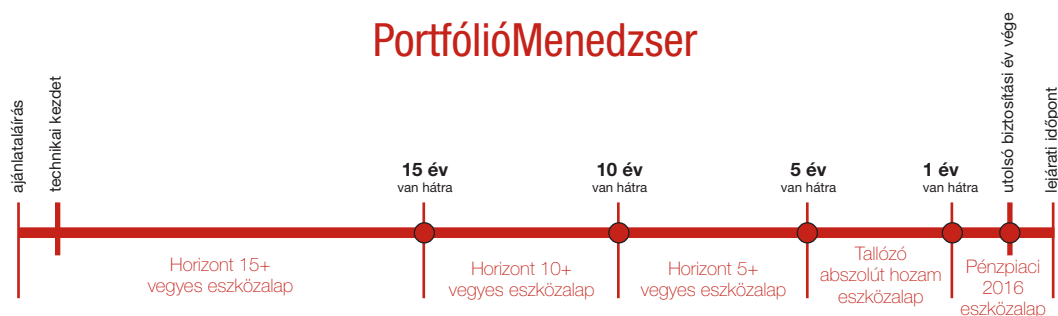 PortfólióMenedzser
ajánlataláírás
technikai kezdet
15 év
van hátra
10 év
van hátra
5 év
van hátra
1 év
van hátra
utolsó biztosítási év vége
lejárati időpont
Horizont 15+
vegyes eszközalap
Horizont 10+
vegyes eszközalap
Horizont 5+
vegyes eszközalap
Tallózó
abszolút hozam
eszközalap
Pénzpiaci
2016
eszközalap